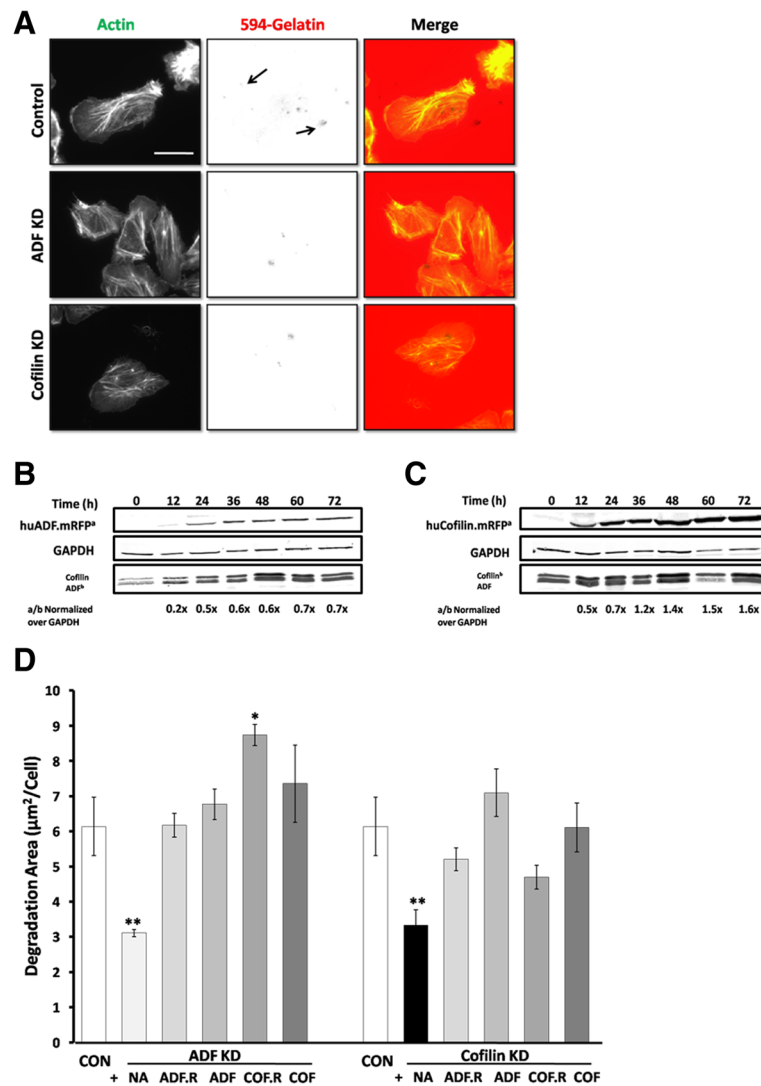 A
Actin 594-Gelatin Merge
Control
ADF KD
Cofilin KD
B
Time (h) 0 12 24 36 48 60 72
huADF.mRFPᵃ
GAPDH
Cofilin
ADFᵇ
a/b Normalized 0.2x 0.5x 0.6x 0.6x 0.7x 0.7x
over GAPDH
C
Time (h) 0 12 24 36 48 60 72
huCofilin.mRFPᵃ
GAPDH
Cofilinᵇ
ADF
a/b Normalized 0.5x 0.7x 1.2x 1.4x 1.5x 1.6x
over GAPDH
D
Degradation Area (µm²/Cell)
10
9
8
7
6
5
4
3
2
1
0
**
*
**
CON ADF KD CON Cofilin KD
+ NA ADF.R ADF COF.R COF + NA ADF.R ADF COF.R COF